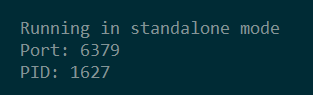 Running in standalone mode
Port: 6379
PID: 1627